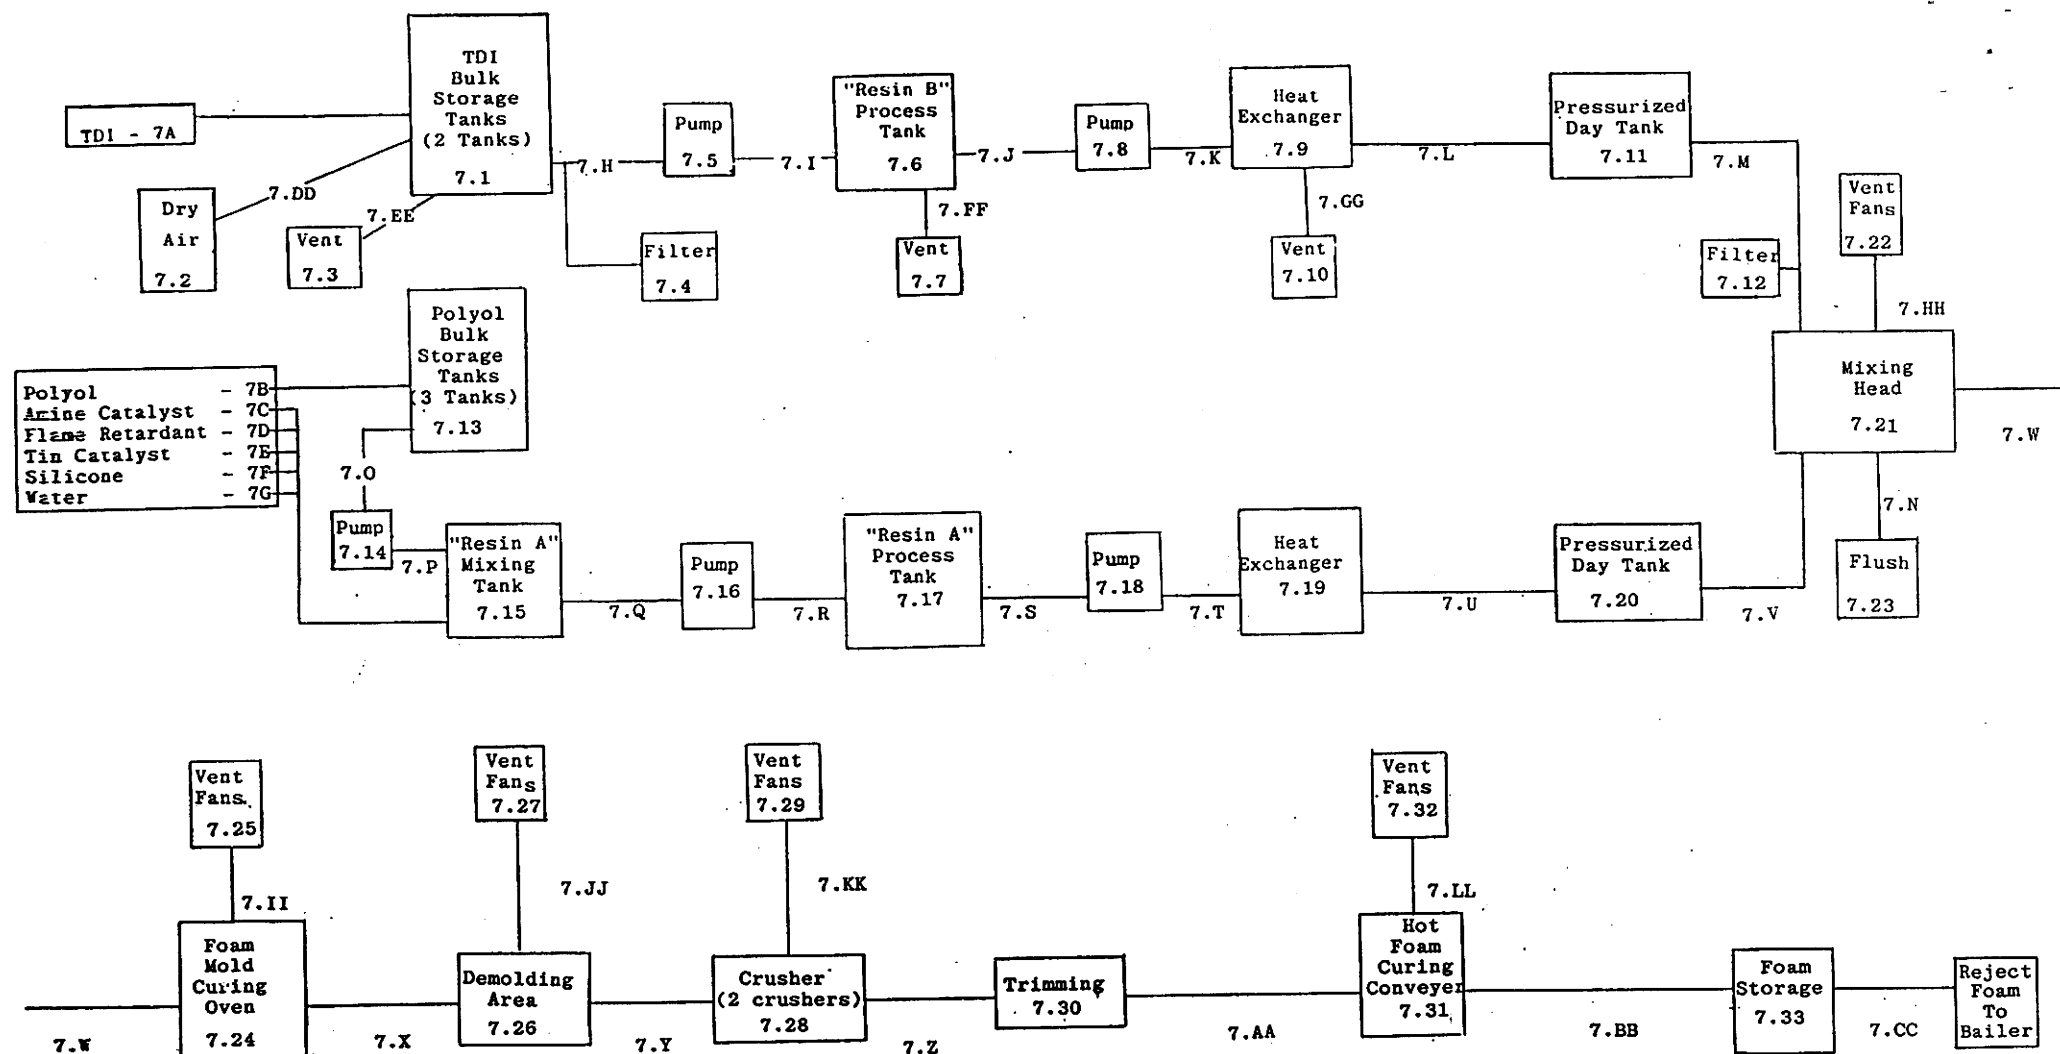 TDI - 7A
TDI
Bulk
Storage
Tanks
(2 Tanks)
7.1
7.DD
Dry
Air
7.2
7.EE
Vent
7.3
7.H
Filter
7.4
Pump
7.5
7.I
"Resin B"
Process
Tank
7.6
7.FF
Vent
7.7
7.J
Pump
7.8
7.K
Heat
Exchanger
7.9
7.GG
Vent
7.10
7.L
Pressurized
Day Tank
7.11
7.M
Filter
7.12
Vent
Fans
7.22
7.HH
Mixing
Head
7.21
7.W
7.N
Flush
7.23
Polyol - 7B
Amine Catalyst - 7C
Flame Retardant - 7D
Tin Catalyst - 7E
Silicone - 7F
Water - 7G
Polyol
Bulk
Storage
Tanks
(3 Tanks)
7.13
7.O
Pump
7.14
7.P
"Resin A"
Mixing
Tank
7.15
7.Q
Pump
7.16
7.R
"Resin A"
Process
Tank
7.17
7.S
Pump
7.18
7.T
Heat
Exchanger
7.19
7.U
Pressurized
Day Tank
7.20
7.V
Vent
Fans
7.25
7.II
Foam
Mold
Curing
Oven
7.24
7.W
7.X
Vent
Fans
7.27
7.JJ
Demolding
Area
7.26
7.Y
Vent
Fans
7.29
7.KK
Crusher
(2 crushers)
7.28
7.Z
Trimming
7.30
7.AA
Vent
Fans
7.32
7.LL
Hot
Foam
Curing
Conveyer
7.31
7.BB
Foam
Storage
7.33
7.CC
Reject
Foam
To
Bailer